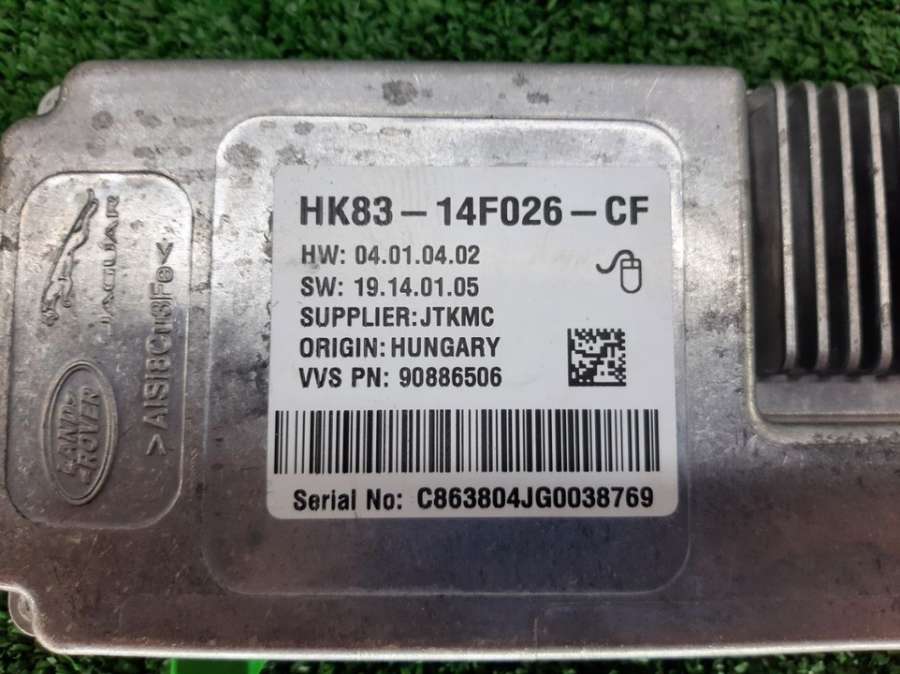 HK83-14F026-CF
HW: 04.01.04.02
SW: 19.14.01.05
SUPPLIER:JTKMC
ORIGIN:HUNGARY
VVS PN: 90886506
Serial No: C863804JG0038769
JAGUAR
>AlSi8Cu3Fe<
LAND-
ROVER